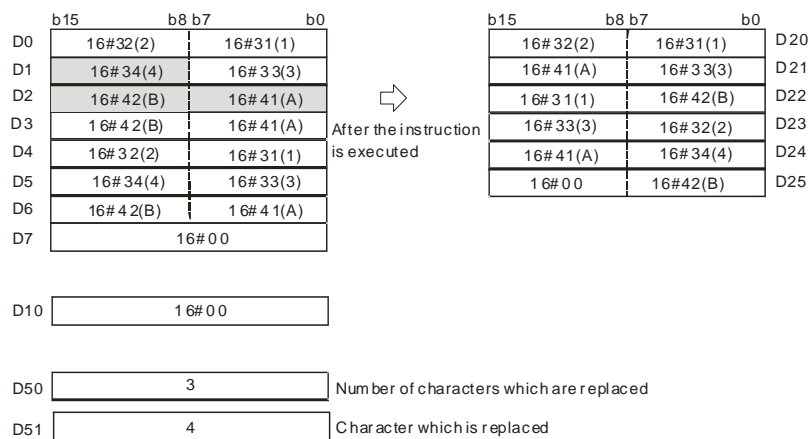 b15 b8 b7 b0
D0 16#32(2) 16#31(1)
D1 16#34(4) 16#33(3)
D2 16#42(B) 16#41(A)
D3 16#42(B) 16#41(A)
D4 16#32(2) 16#31(1)
D5 16#34(4) 16#33(3)
D6 16#42(B) 16#41(A)
D7 16#00
After the instruction
is executed
b15 b8 b7 b0
16#32(2) 16#31(1) D20
16#41(A) 16#33(3) D21
16#31(1) 16#42(B) D22
16#33(3) 16#32(2) D23
16#41(A) 16#34(4) D24
16#00 16#42(B) D25
D10 16#00
D50 3 Number of characters which are replaced
D51 4 Character which is replaced